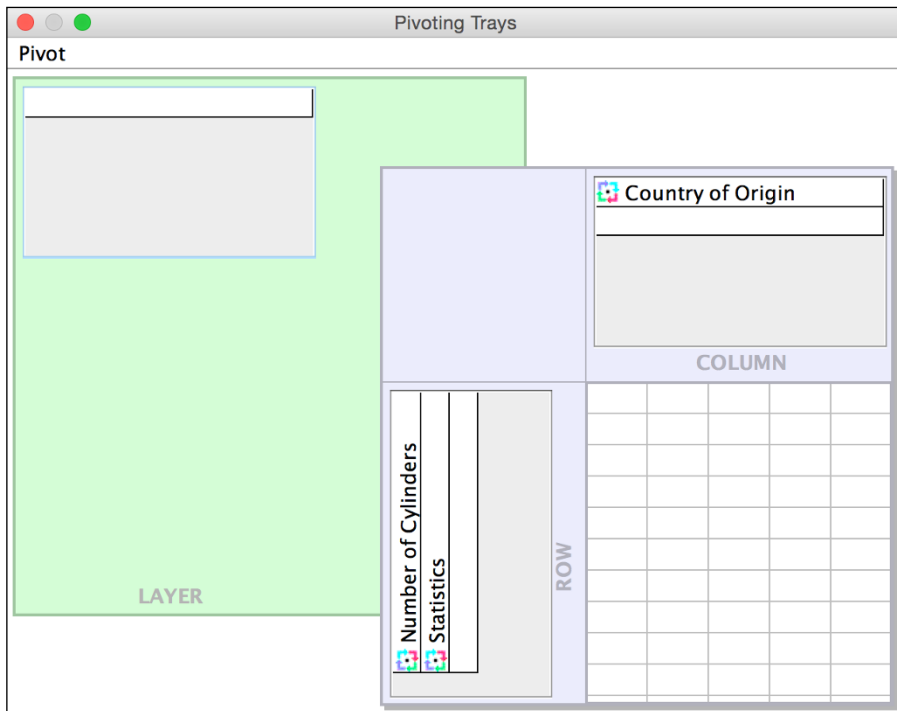 Pivoting Trays
Pivot
Country of Origin
COLUMN
Number of Cylinders
Statistics
ROW
LAYER